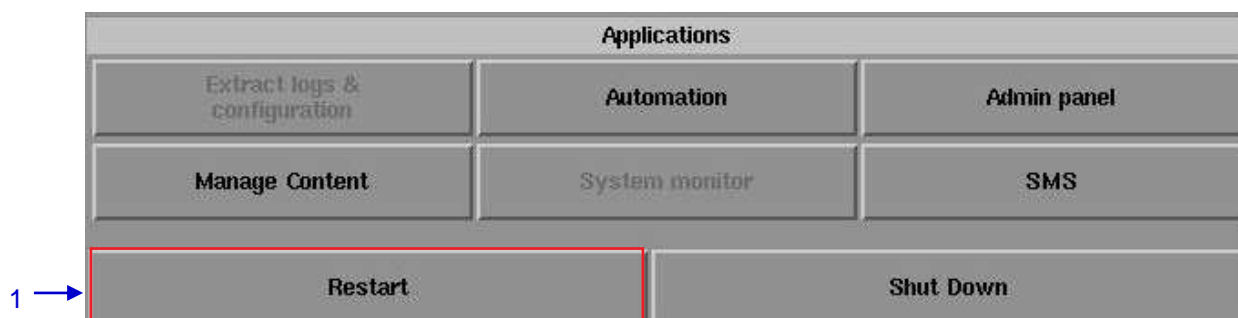 Applications
Extract logs &
configuration
Automation
Admin panel
Manage Content
System monitor
SMS
1
Restart
Shut Down